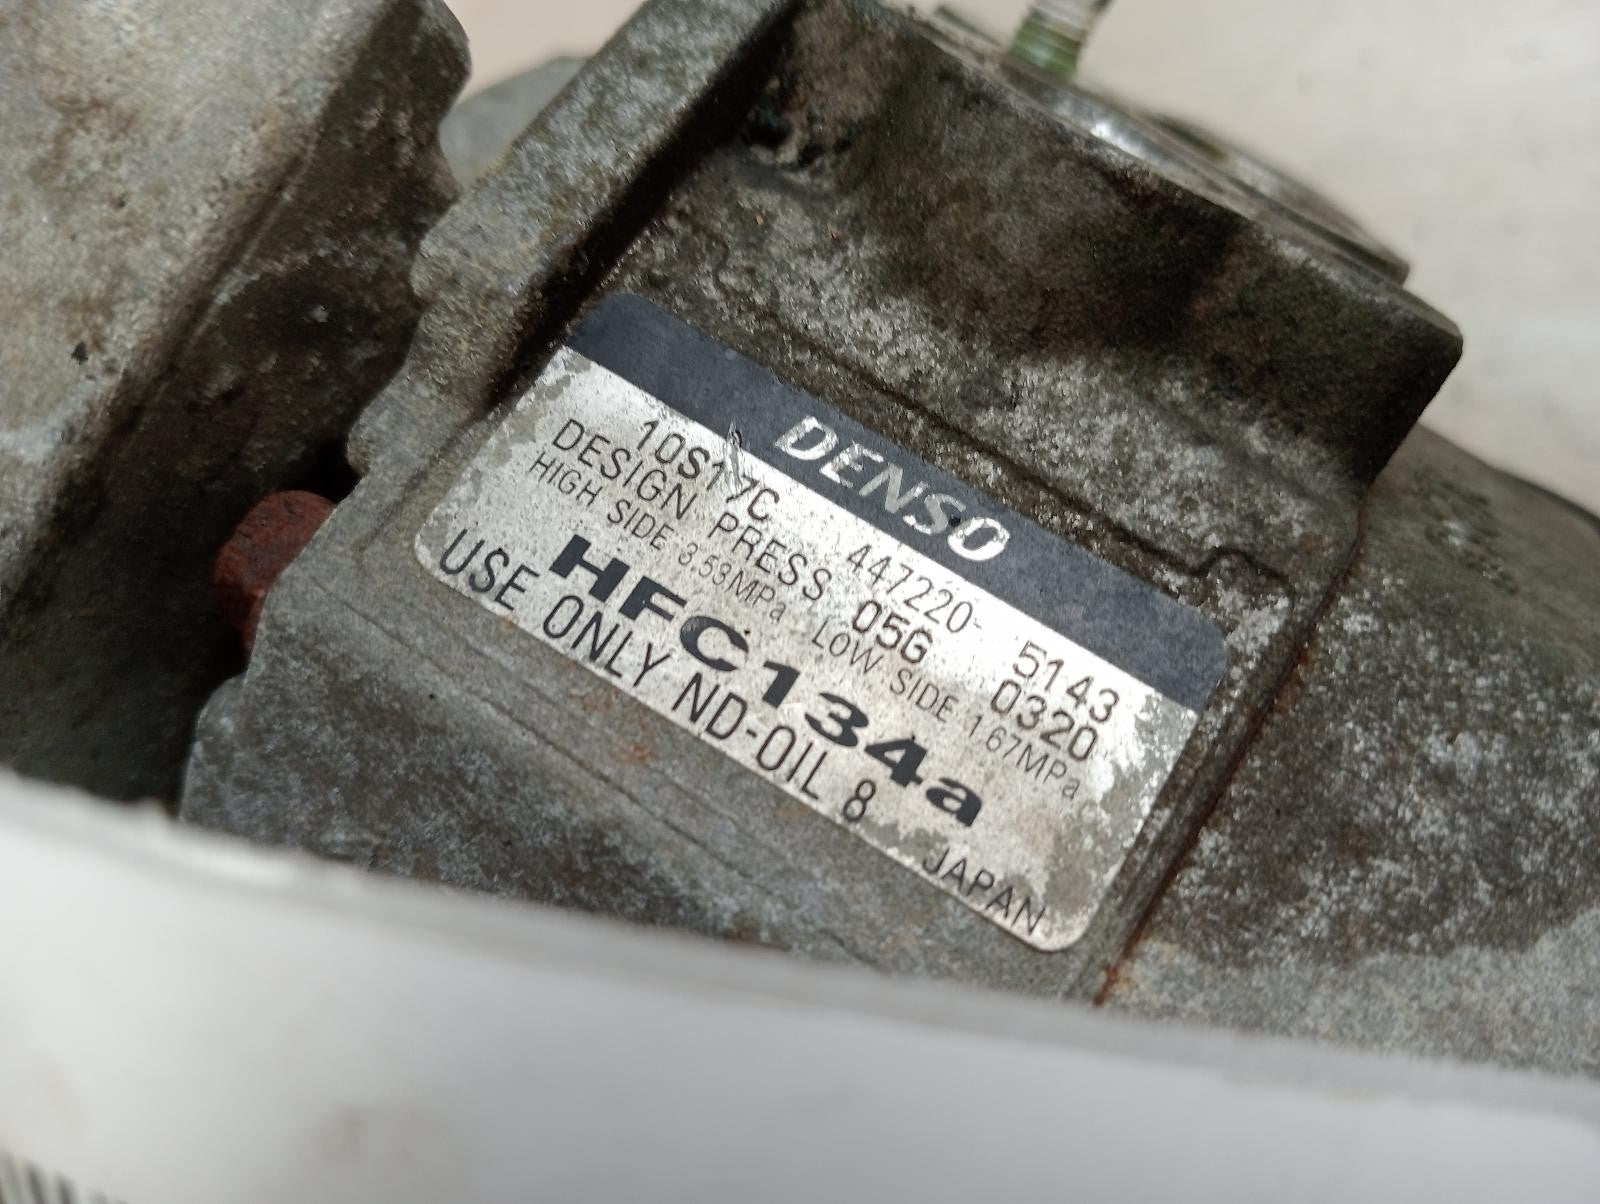 DENSO
10S17C 447220- 5143
DESIGN PRESS 05G 0320
HIGH SIDE 3.53MPa LOW SIDE 1.67MPa
HFC134a
USE ONLY ND-OIL 8
JAPAN